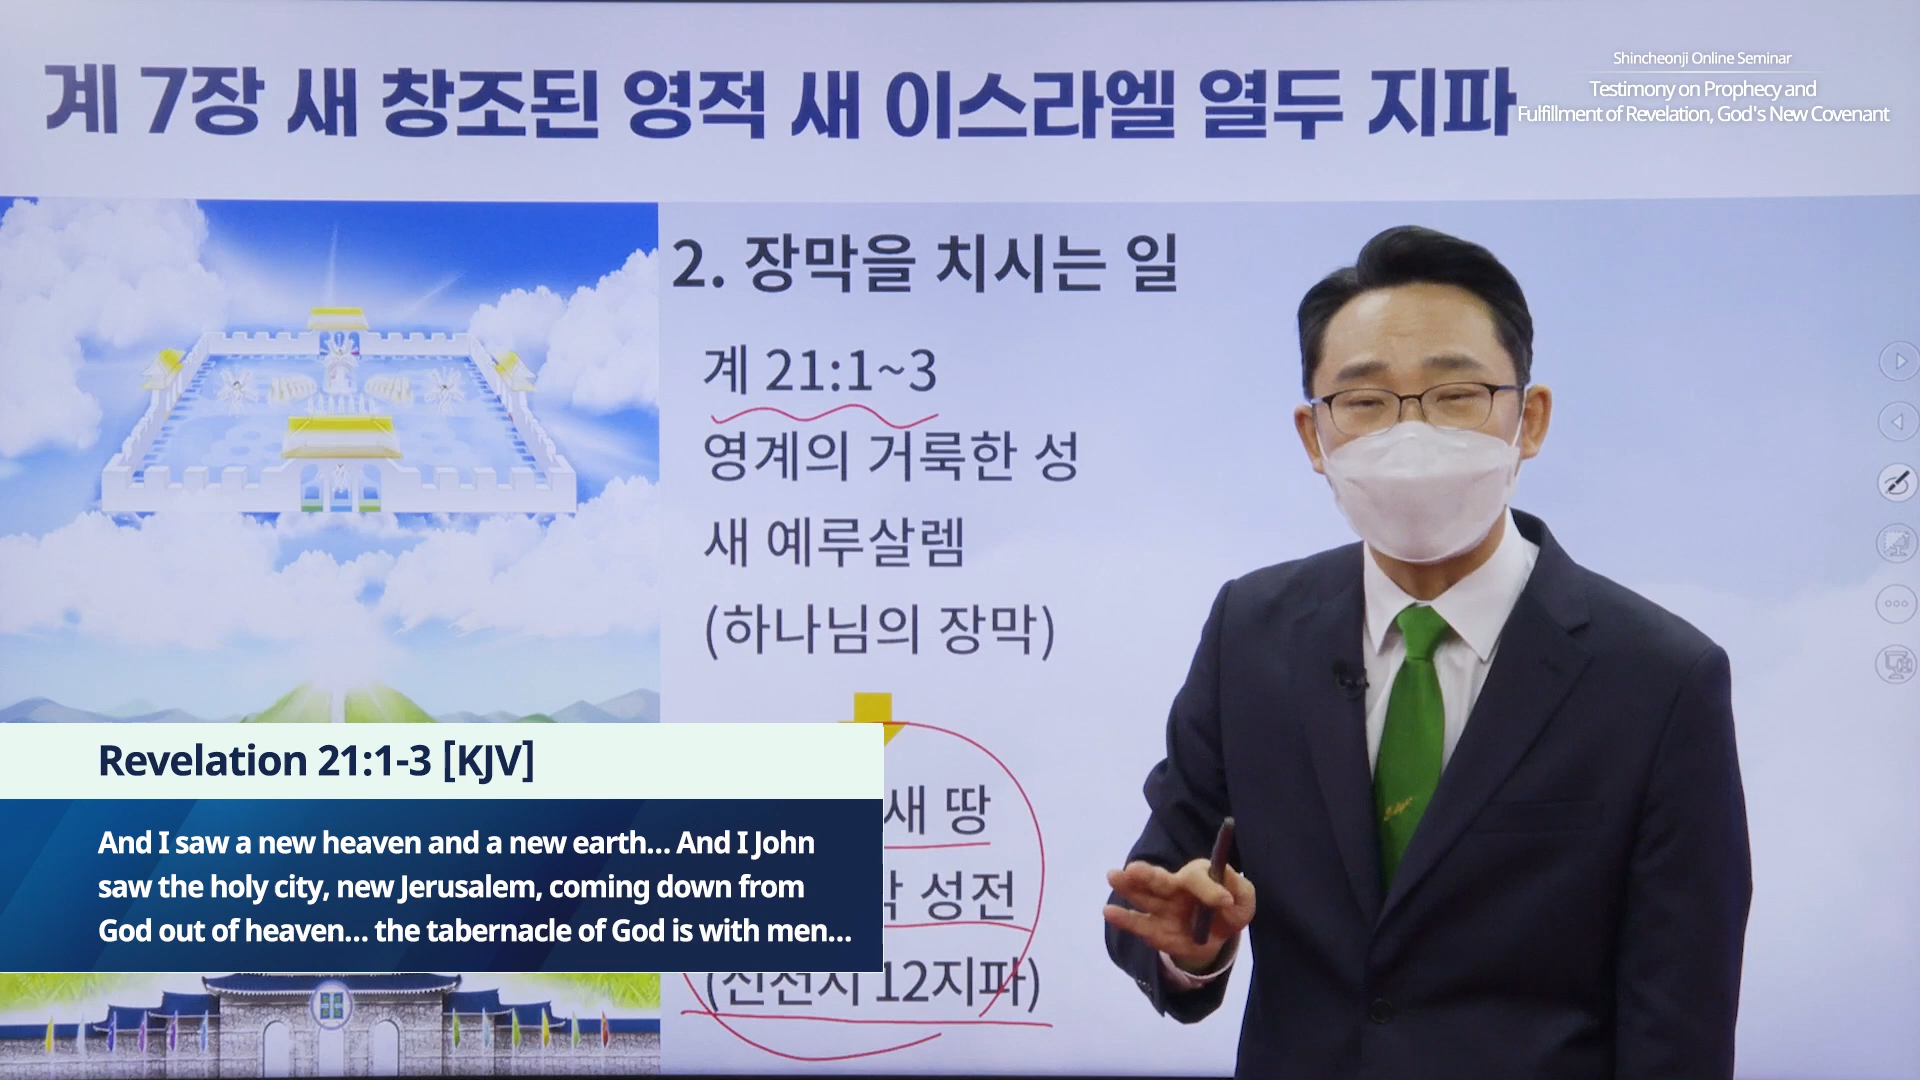 계 7장 새 창조된 영적 새 이스라엘 열두 지파
Shincheonji Online Seminar
Testimony on Prophecy and
Fulfillment of Revelation, God's New Covenant
2. 장막을 치시는 일
계 21:1~3
영계의 거룩한 성
새 예루살렘
(하나님의 장막)
새 땅
성전
(신천지 12지파)
Revelation 21:1-3 [KJV]
And I saw a new heaven and a new earth... And I John
saw the holy city, new Jerusalem, coming down from
God out of heaven... the tabernacle of God is with men...